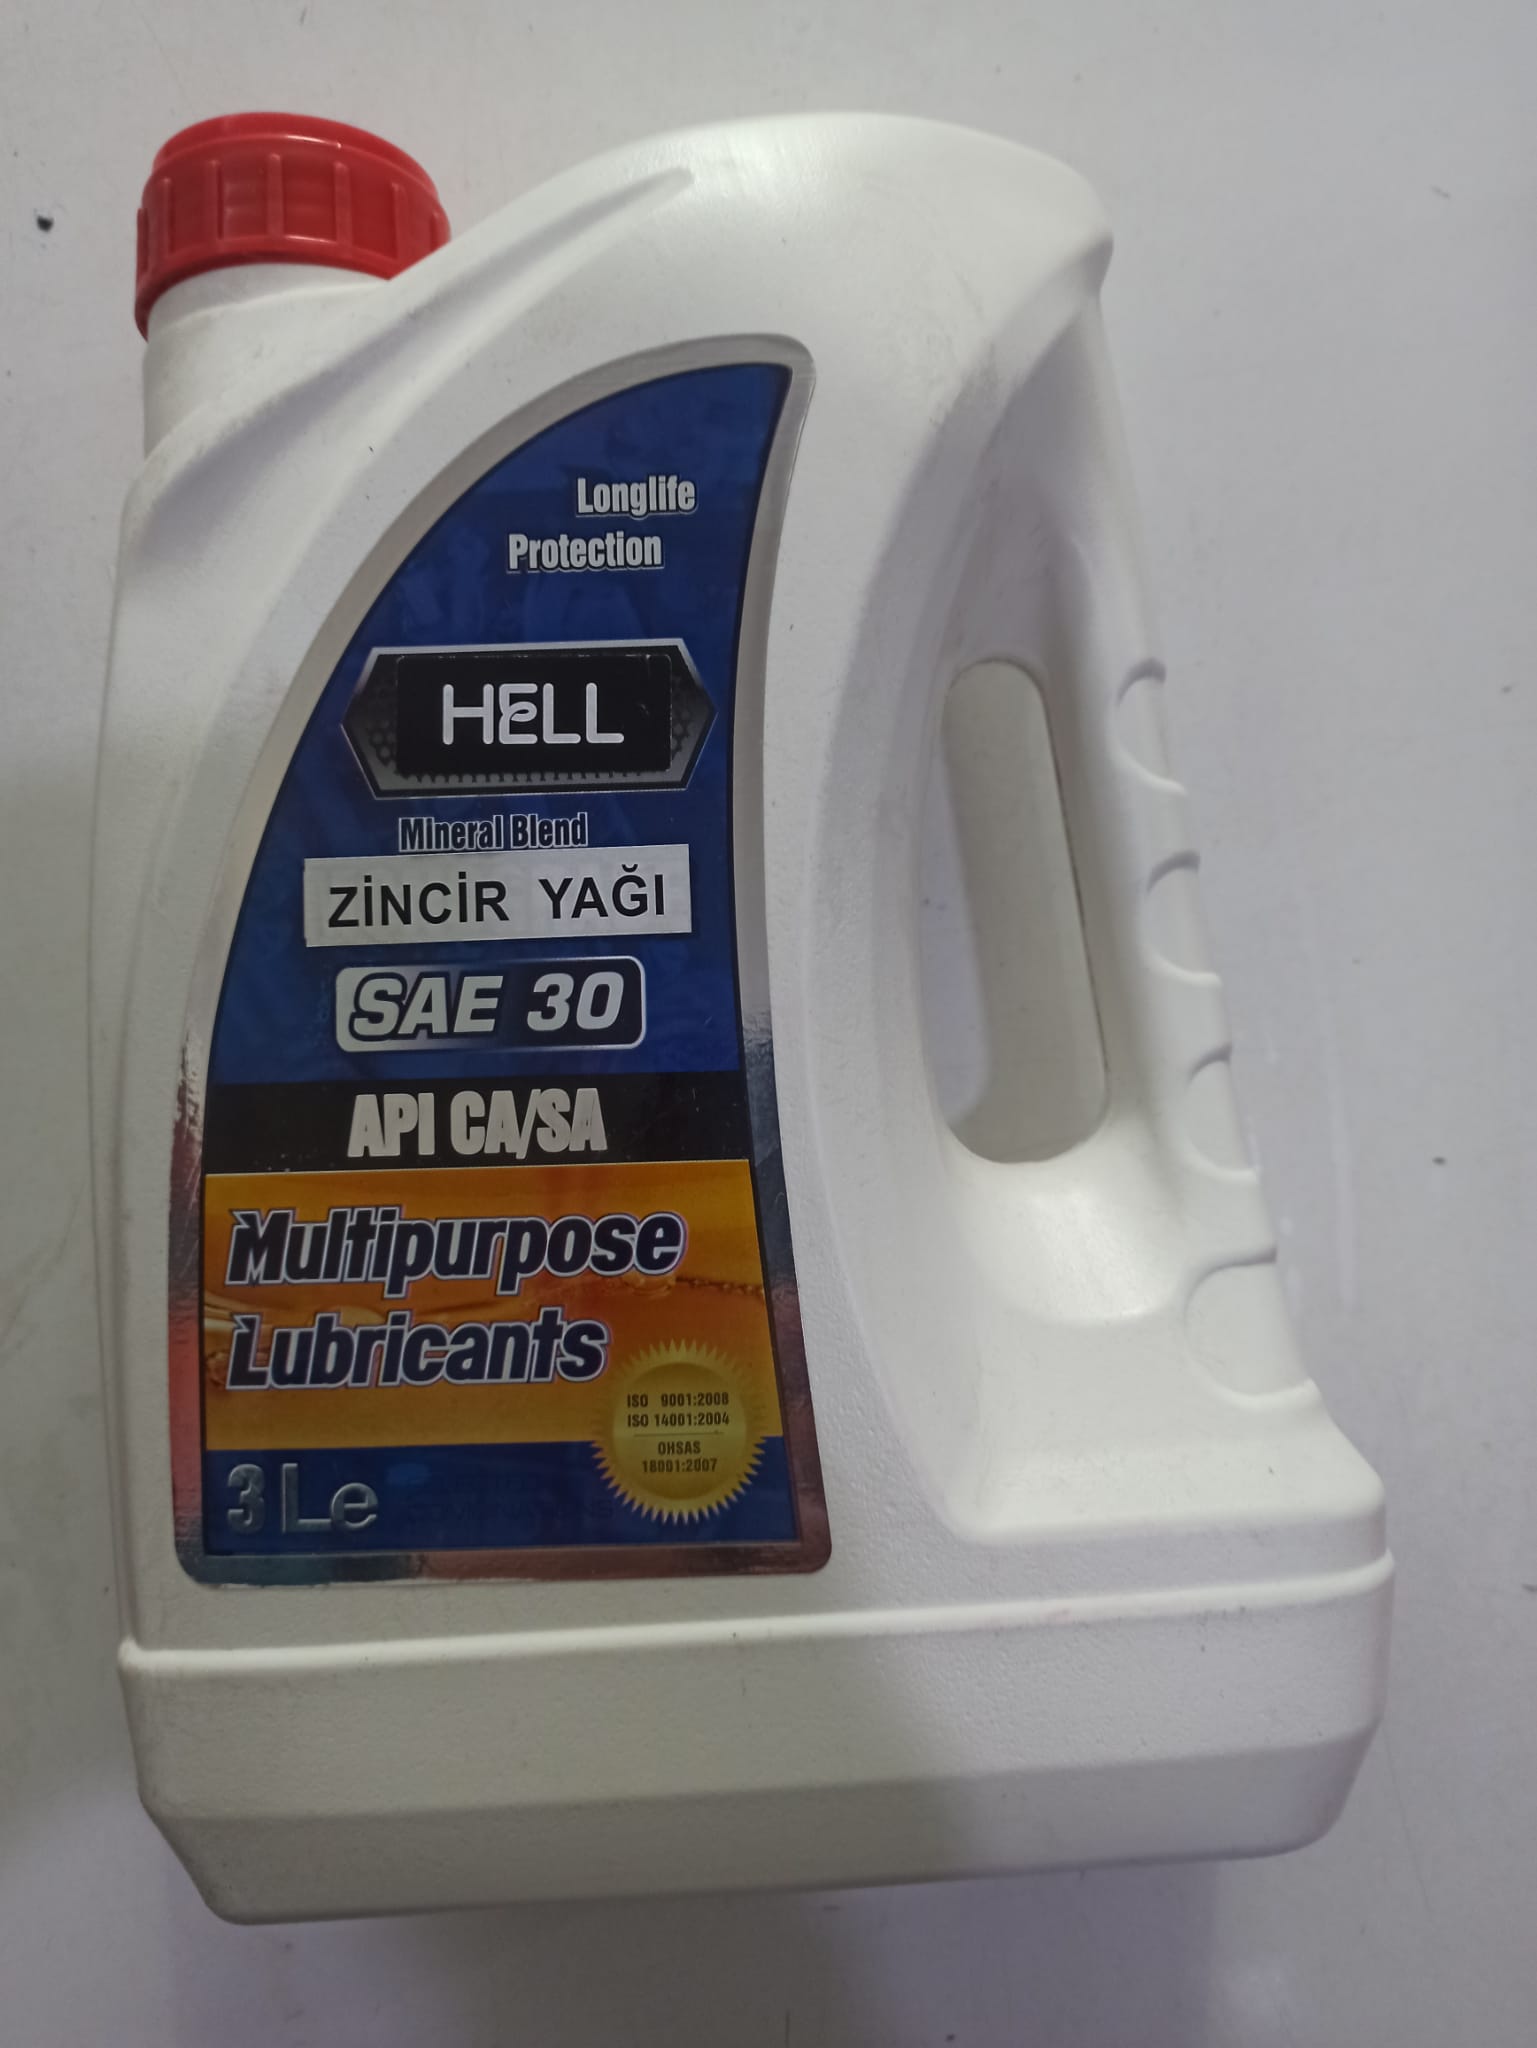 Longlife
Protection
HELL
Mineral Blend
ZİNCİR YAĞI
SAE 30
API CA/SA
Multipurpose
Lubricants
ISO 9001:2008
ISO 14001:2004
OHSAS
18001:2007
3 Le